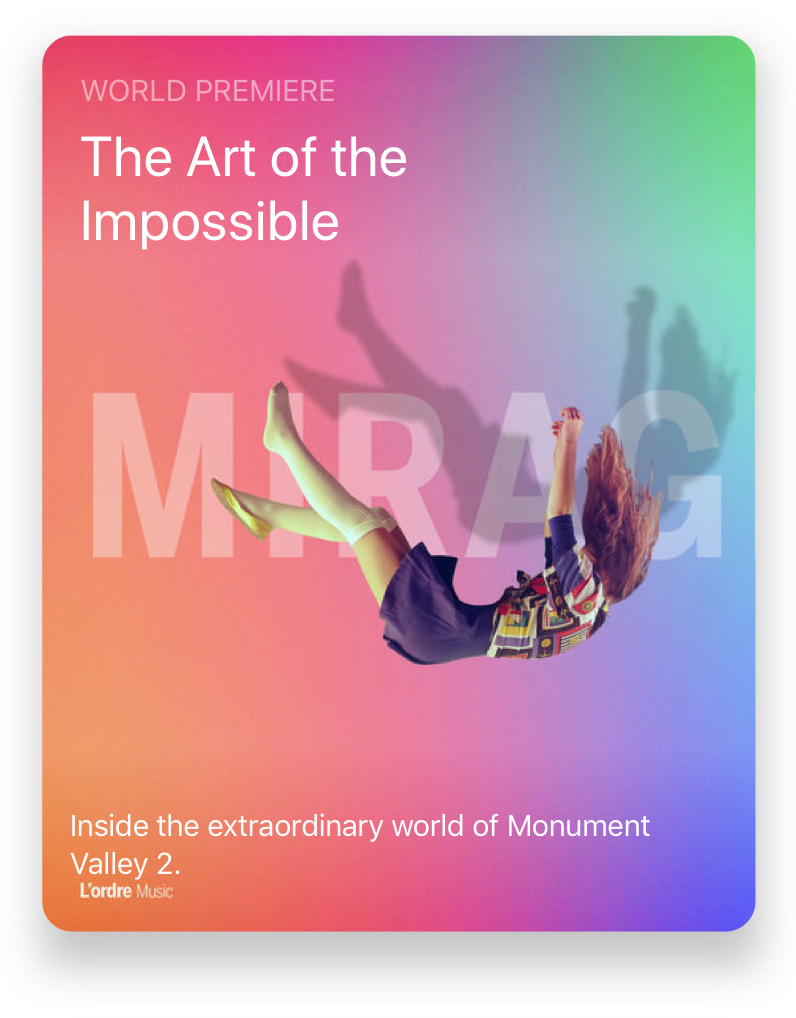 WORLD PREMIERE
The Art of the
Impossible
MIRAG
Inside the extraordinary world of Monument
Valley 2.
L'ordre Music